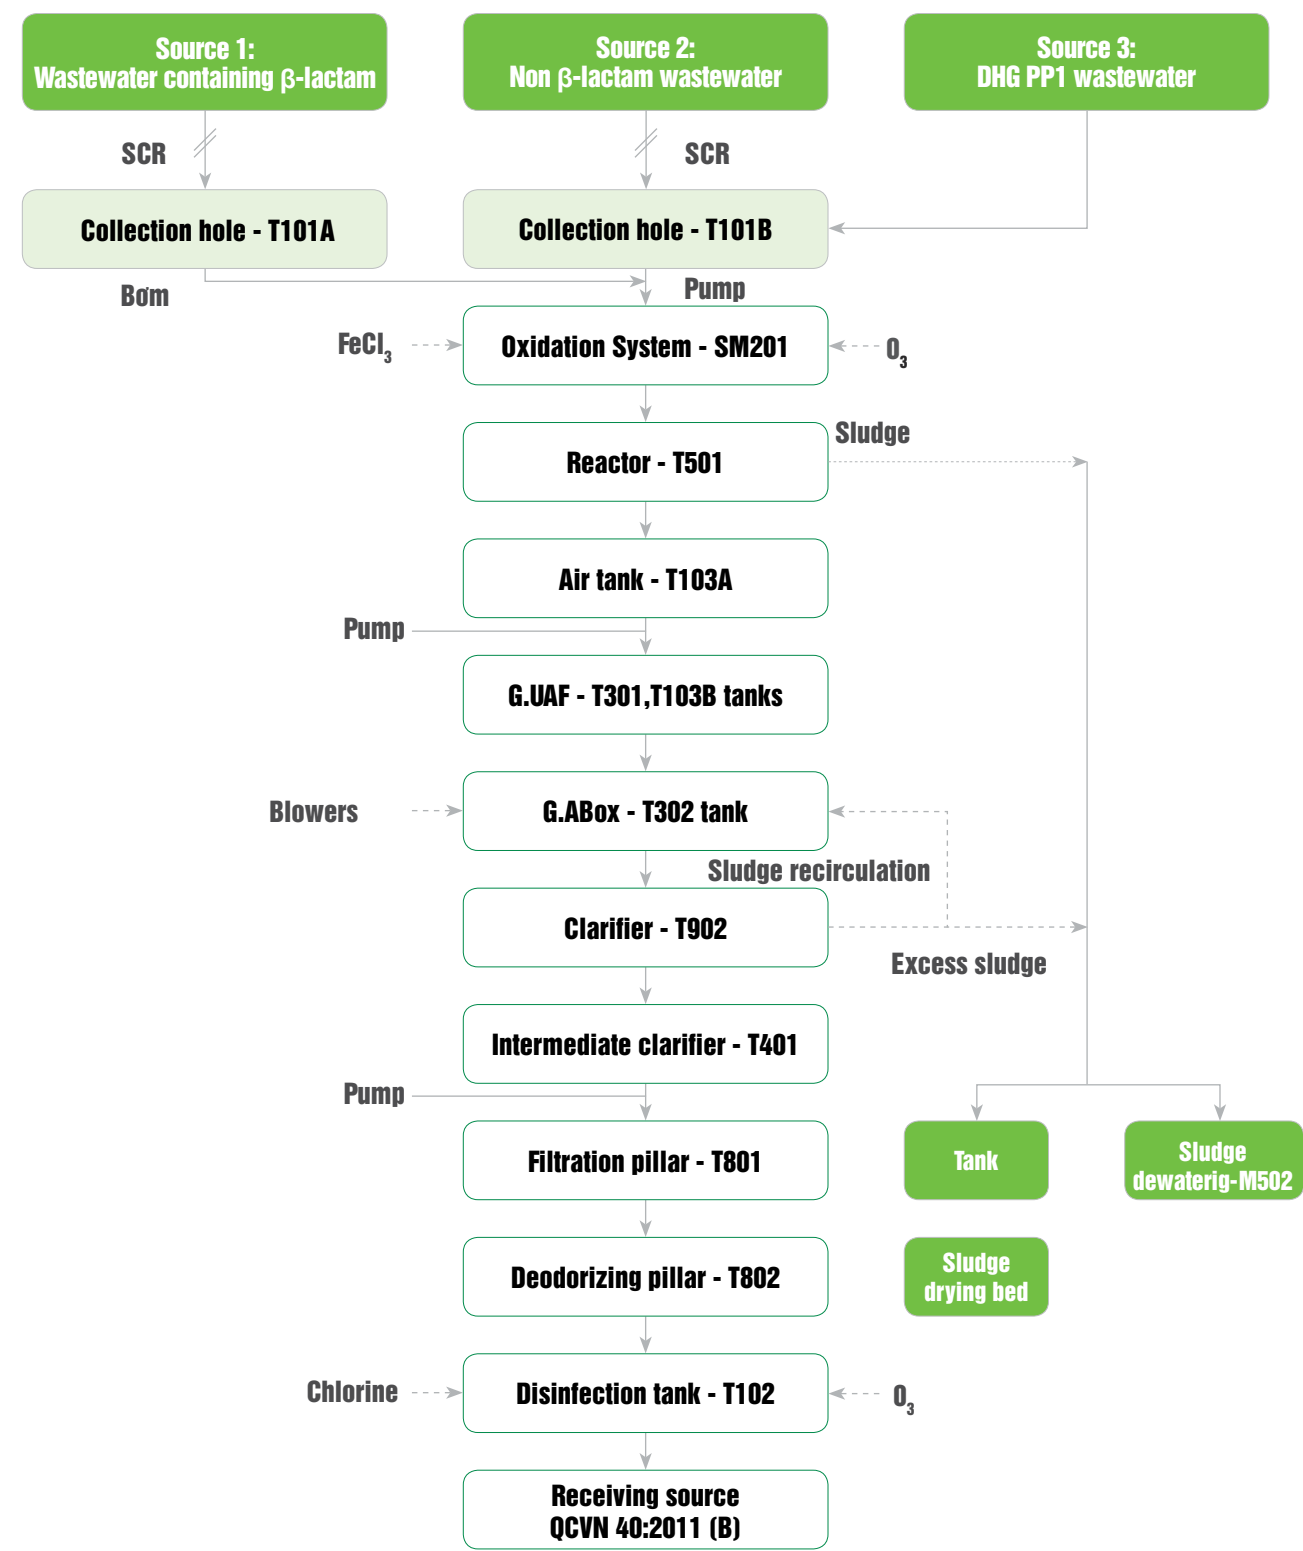 Source 1:
Wastewater containing β-lactam
Source 2:
Non β-lactam wastewater
Source 3:
DHG PP1 wastewater
SCR
SCR
Collection hole - T101A
Collection hole - T101B
Bơm
Pump
FeCl₃
Oxidation System - SM201
O₃
Sludge
Reactor - T501
Air tank - T103A
Pump
G.UAF - T301,T103B tanks
Blowers
G.ABox - T302 tank
Sludge recirculation
Clarifier - T902
Excess sludge
Intermediate clarifier - T401
Pump
Filtration pillar - T801
Tank
Sludge
dewaterig-M502
Deodorizing pillar - T802
Sludge
drying bed
Chlorine
Disinfection tank - T102
O₃
Receiving source
QCVN 40:2011 (B)